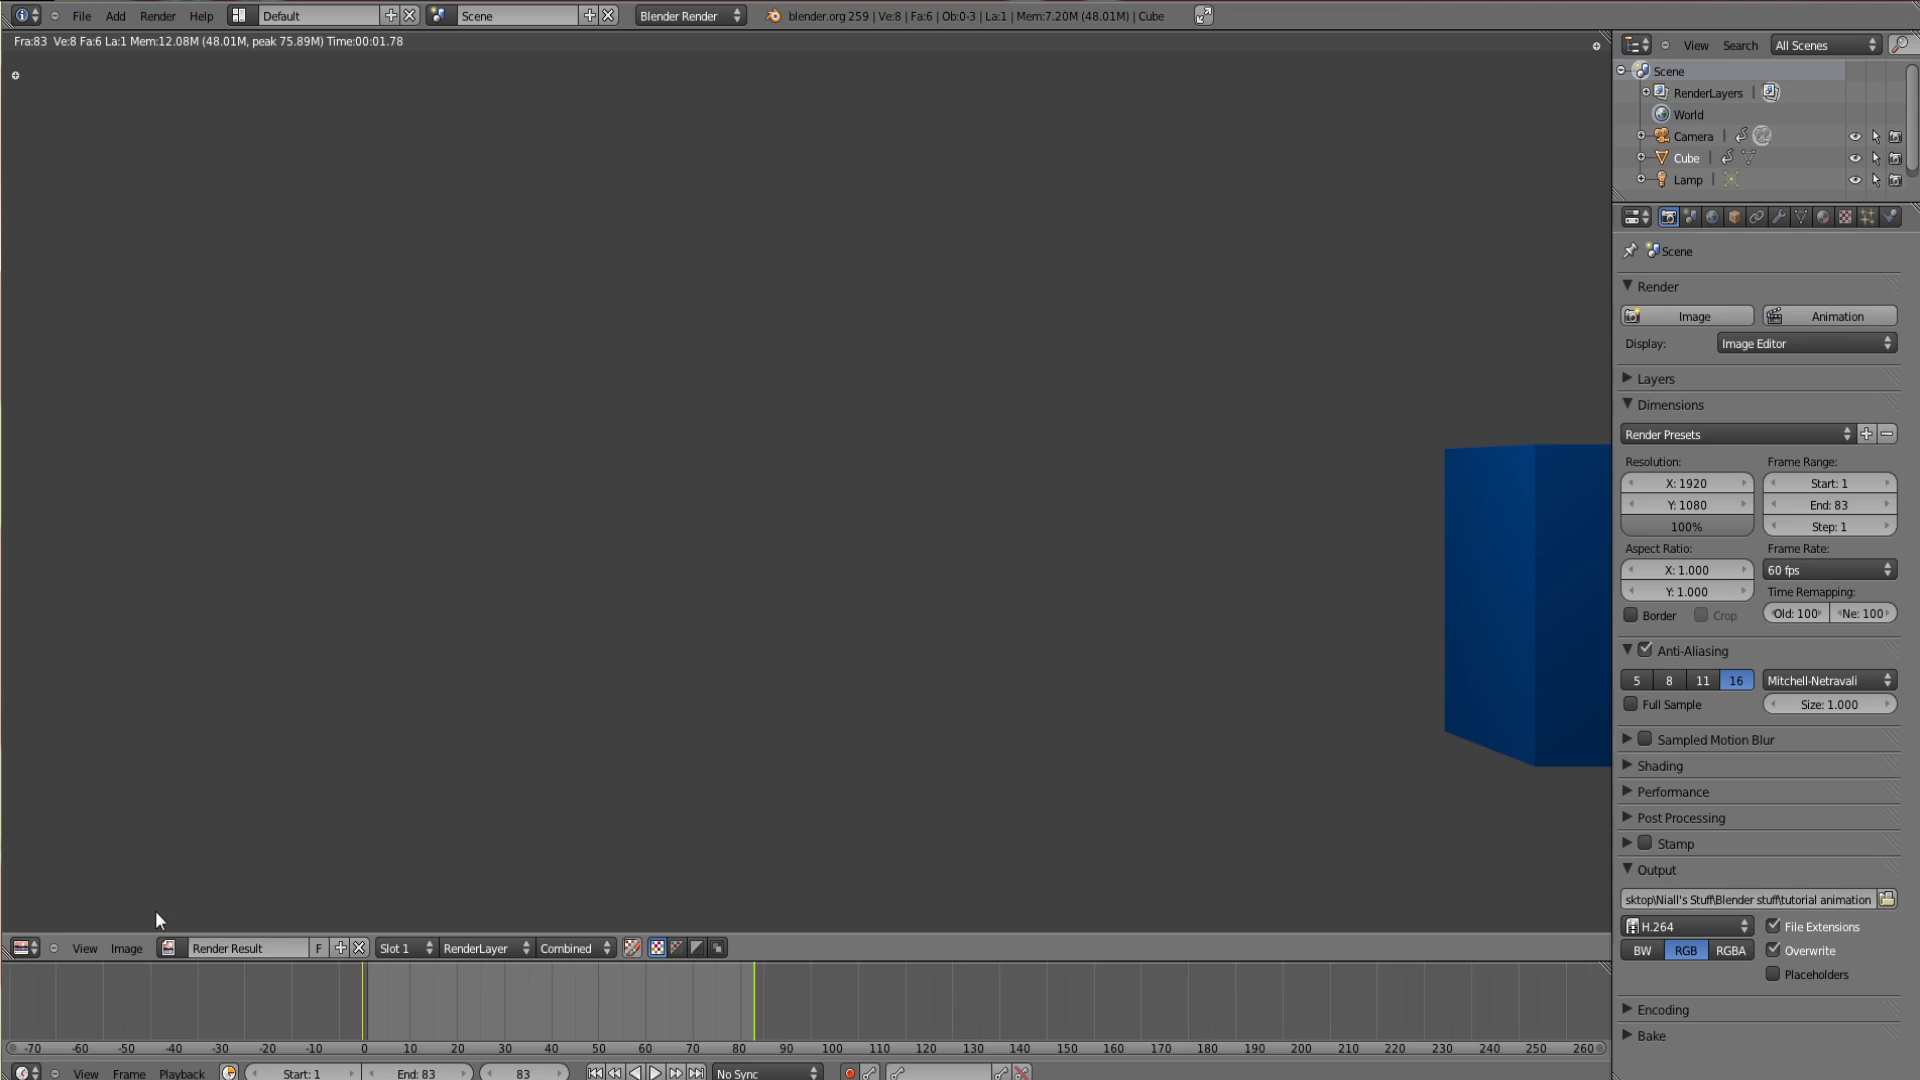 File Add Render Help Default Scene Blender Render blender.org 259 | Ve:8 | Fa:6 | Ob:0-3 | La:1 | Mem:7.20M (48.01M) | Cube
Fra:83 Ve:8 Fa:6 La:1 Mem:12.08M (48.01M, peak 75.89M) Time:00:01.78
View Search All Scenes
Scene
RenderLayers |
World
Camera |
Cube |
Lamp |
Scene
Render
Image Animation
Display: Image Editor
Layers
Dimensions
Render Presets
Resolution: Frame Range:
X: 1920 Start: 1
Y: 1080 End: 83
100% Step: 1
Aspect Ratio: Frame Rate:
X: 1.000 60 fps
Y: 1.000 Time Remapping:
Border Crop Old: 100 Ne: 100
Anti-Aliasing
5 8 11 16 Mitchell-Netravali
Full Sample Size: 1.000
Sampled Motion Blur
Shading
Performance
Post Processing
Stamp
Output
sktop\Niall's Stuff\Blender stuff\tutorial animation
H.264 File Extensions
BW RGB RGBA Overwrite
Placeholders
Encoding
Bake
View Image Render Result F Slot 1 RenderLayer Combined
-70 -60 -50 -40 -30 -20 -10 0 10 20 30 40 50 60 70 80 90 100 110 120 130 140 150 160 170 180 190 200 210 220 230 240 250 260
View Frame Playback Start: 1 End: 83 83 No Sync